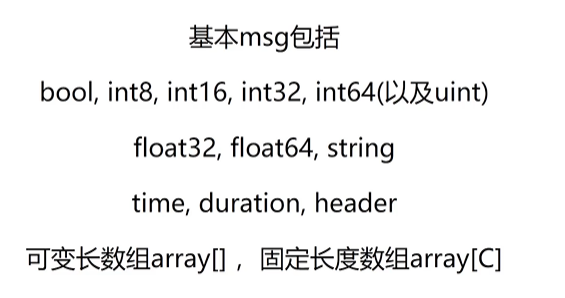 基本msg包括
bool, int8, int16, int32, int64(以及uint)
float32, float64, string
time, duration, header
可变长数组array[] ，固定长度数组array[C]